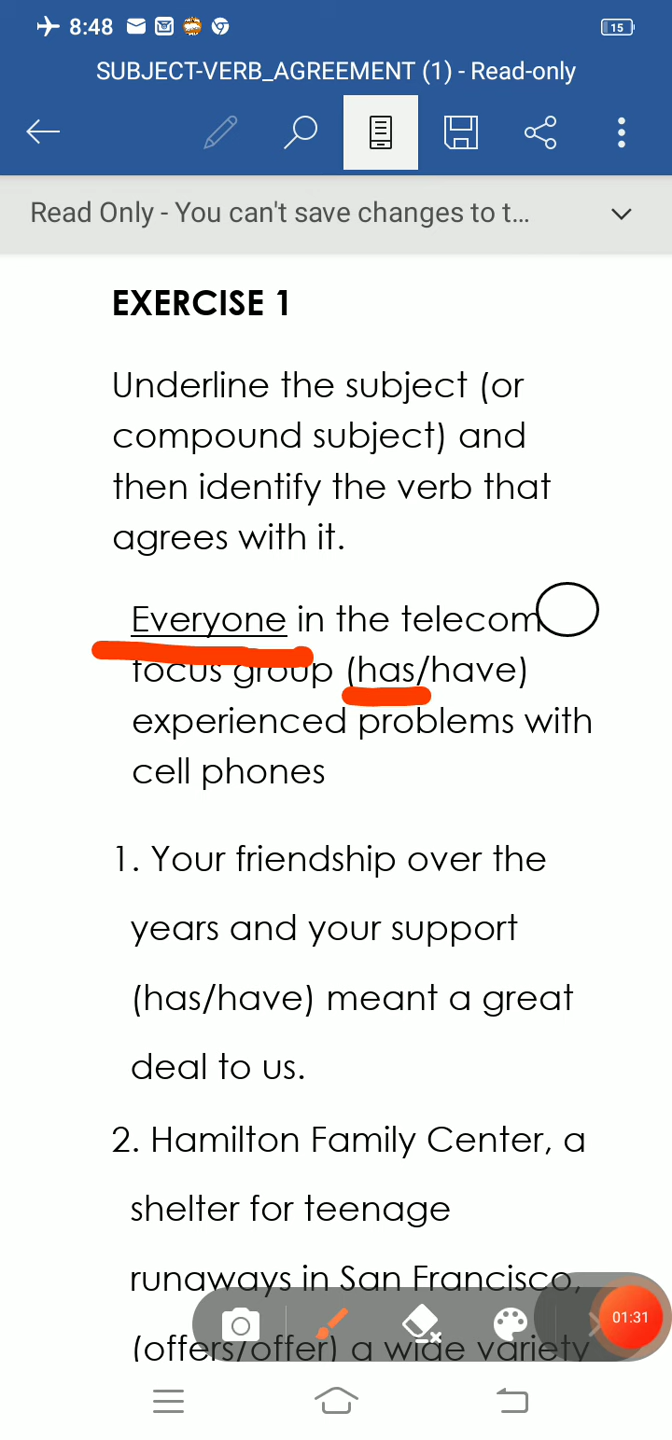 8:48
15
SUBJECT-VERB_AGREEMENT (1) - Read-only
Read Only - You can't save changes to t...
EXERCISE 1
Underline the subject (or
compound subject) and
then identify the verb that
agrees with it.
Everyone in the telecom
focus group (has/have)
experienced problems with
cell phones
1. Your friendship over the
years and your support
(has/have) meant a great
deal to us.
2. Hamilton Family Center, a
shelter for teenage
runaways in San Francisco,
(offers/offer) a wide variety
01:31